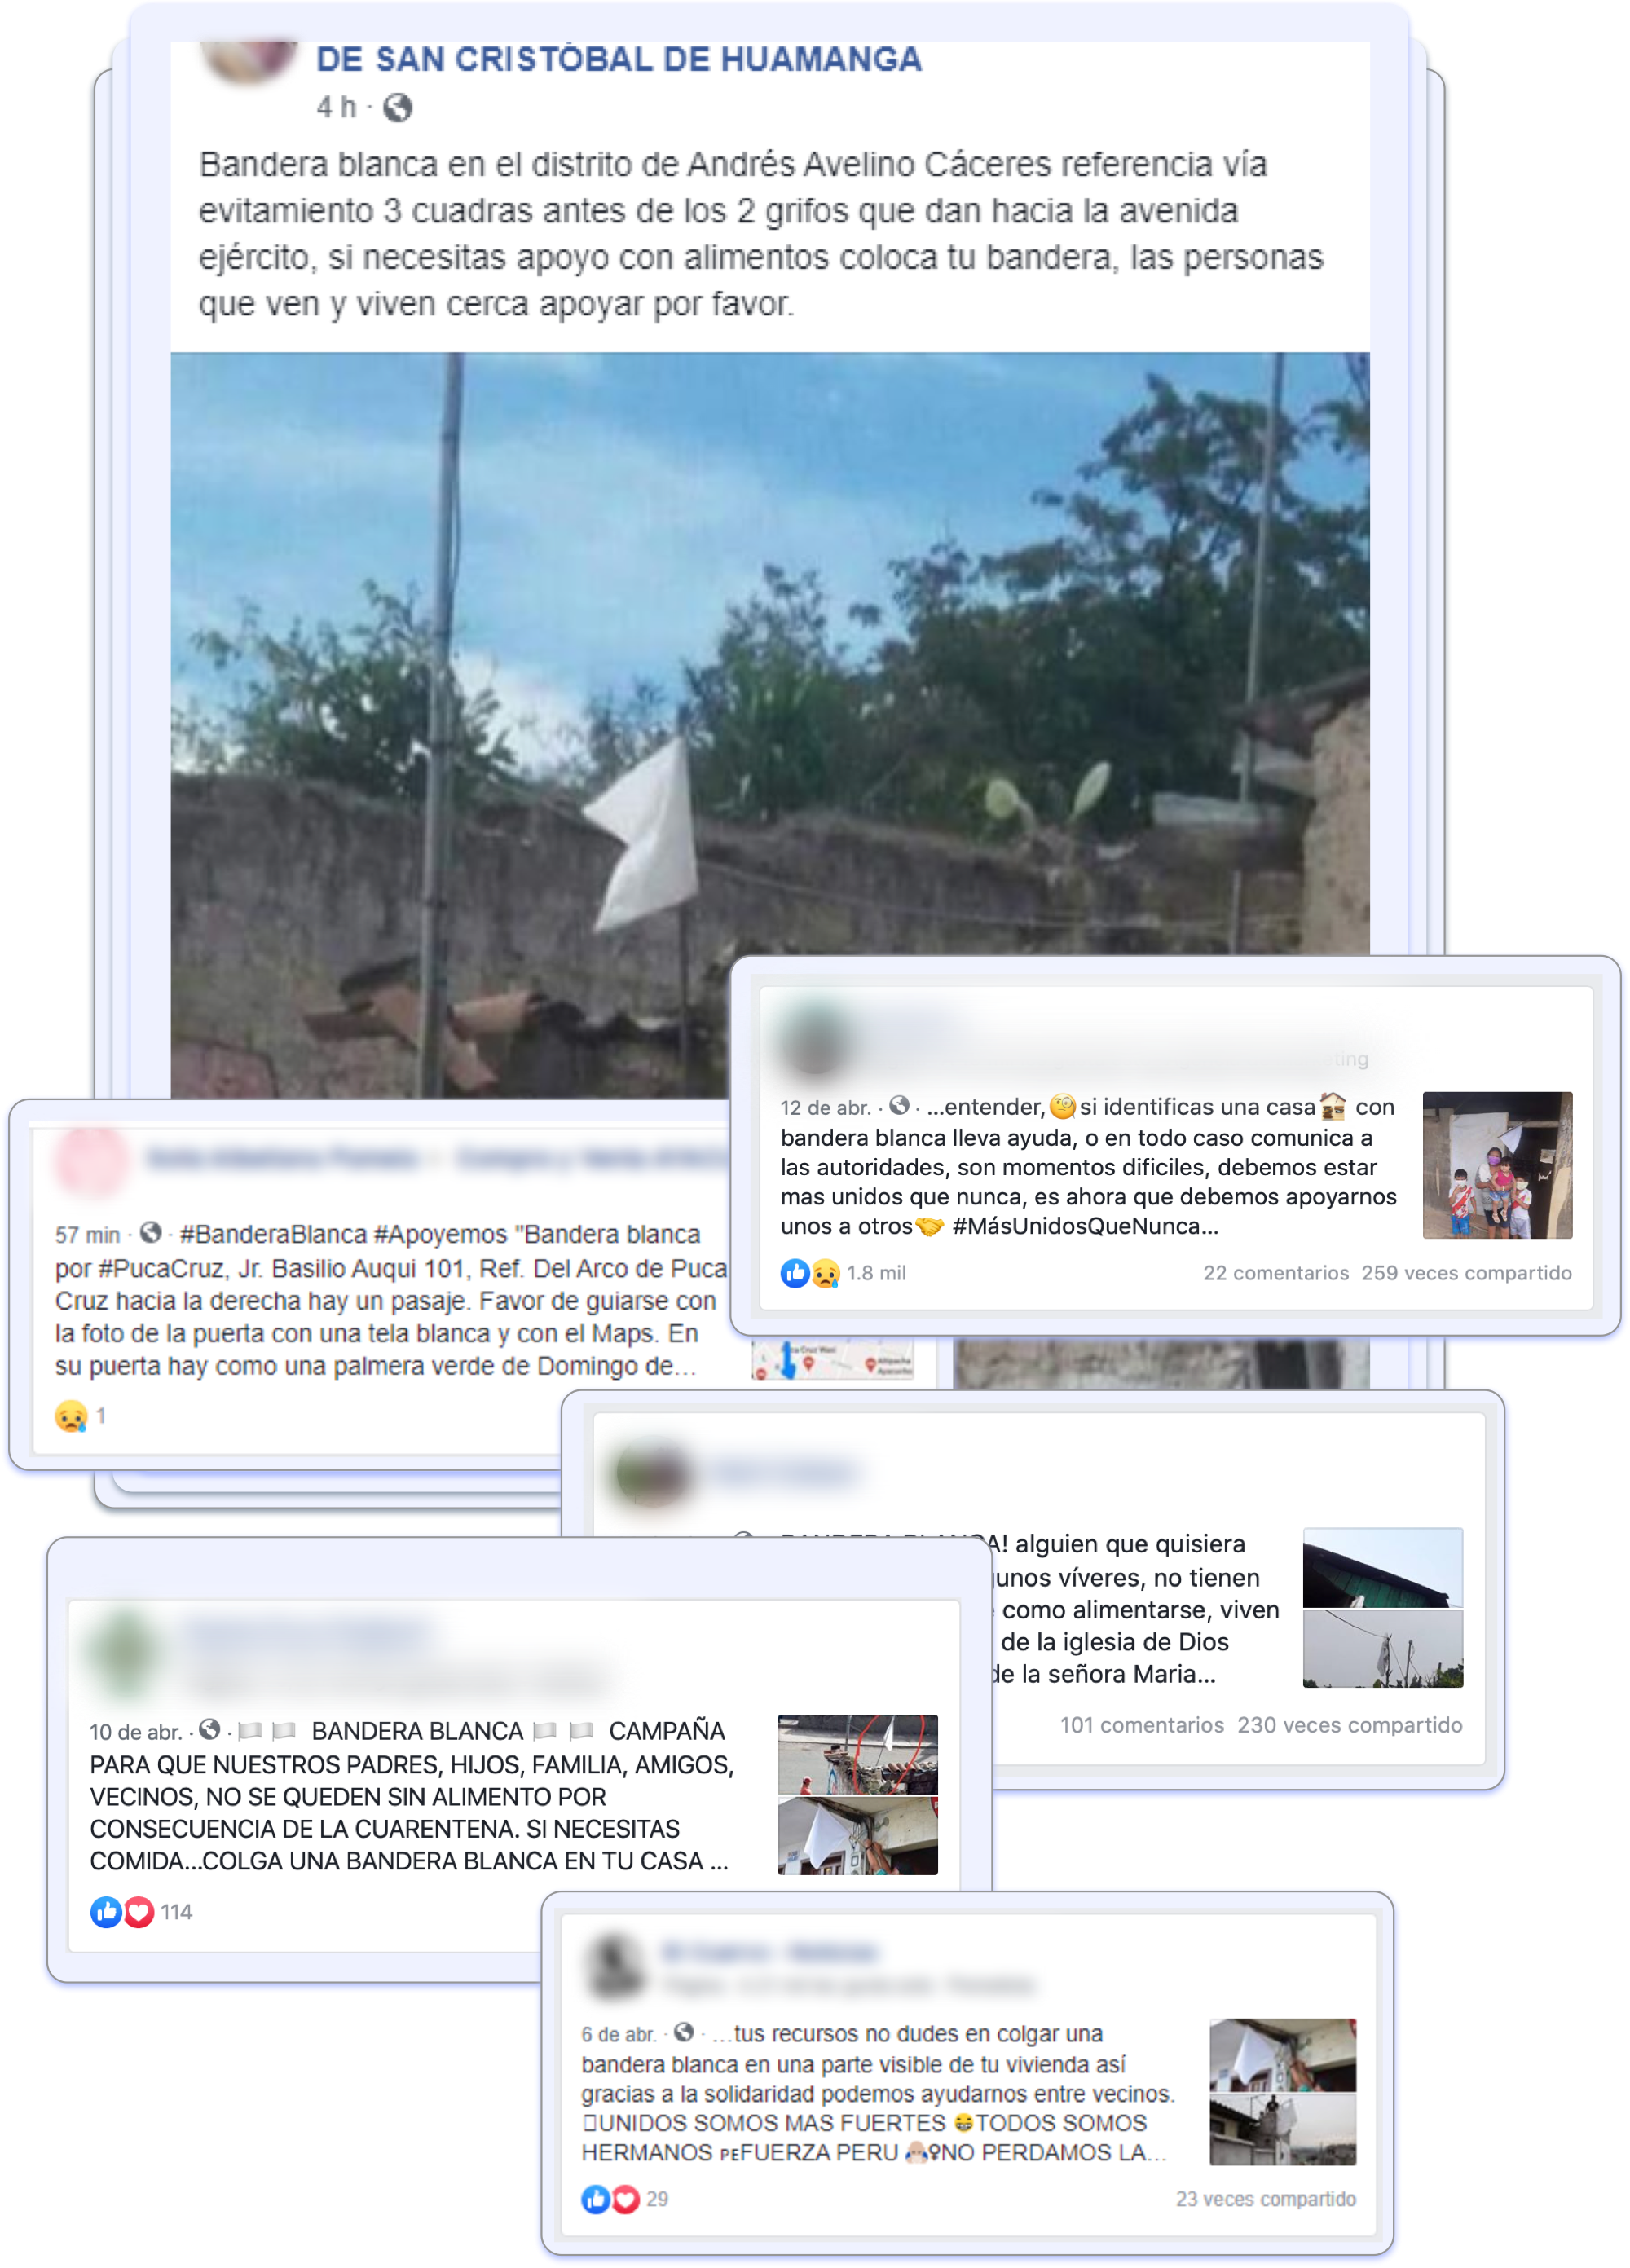 DE SAN CRISTÓBAL DE HUAMANGA
4 h ·
Bandera blanca en el distrito de Andrés Avelino Cáceres referencia vía
evitamiento 3 cuadras antes de los 2 grifos que dan hacia la avenida
ejército, si necesitas apoyo con alimentos coloca tu bandera, las personas
que ven y viven cerca apoyar por favor.
12 de abr. · · ...entender,🧐si identificas una casa🏚 con
bandera blanca lleva ayuda, o en todo caso comunica a
las autoridades, son momentos dificiles, debemos estar
mas unidos que nunca, es ahora que debemos apoyarnos
unos a otros🤝 #MásUnidosQueNunca...
1.8 mil
22 comentarios 259 veces compartido
57 min · · #BanderaBlanca #Apoyemos "Bandera blanca
por #PucaCruz, Jr. Basilio Auqui 101, Ref. Del Arco de Puca
Cruz hacia la derecha hay un pasaje. Favor de guiarse con
la foto de la puerta con una tela blanca y con el Maps. En
su puerta hay como una palmera verde de Domingo de...
1
A! alguien que quisiera
unos víveres, no tienen
como alimentarse, viven
de la iglesia de Dios
de la señora Maria...
101 comentarios 230 veces compartido
10 de abr. · · 🏳 🏳 BANDERA BLANCA 🏳 🏳 CAMPAÑA
PARA QUE NUESTROS PADRES, HIJOS, FAMILIA, AMIGOS,
VECINOS, NO SE QUEDEN SIN ALIMENTO POR
CONSECUENCIA DE LA CUARENTENA. SI NECESITAS
COMIDA...COLGA UNA BANDERA BLANCA EN TU CASA ...
114
6 de abr. · · ...tus recursos no dudes en colgar una
bandera blanca en una parte visible de tu vivienda así
gracias a la solidaridad podemos ayudarnos entre vecinos.
UNIDOS SOMOS MAS FUERTES 😁TODOS SOMOS
HERMANOS PEFUERZA PERU ♀NO PERDAMOS LA...
29
23 veces compartido